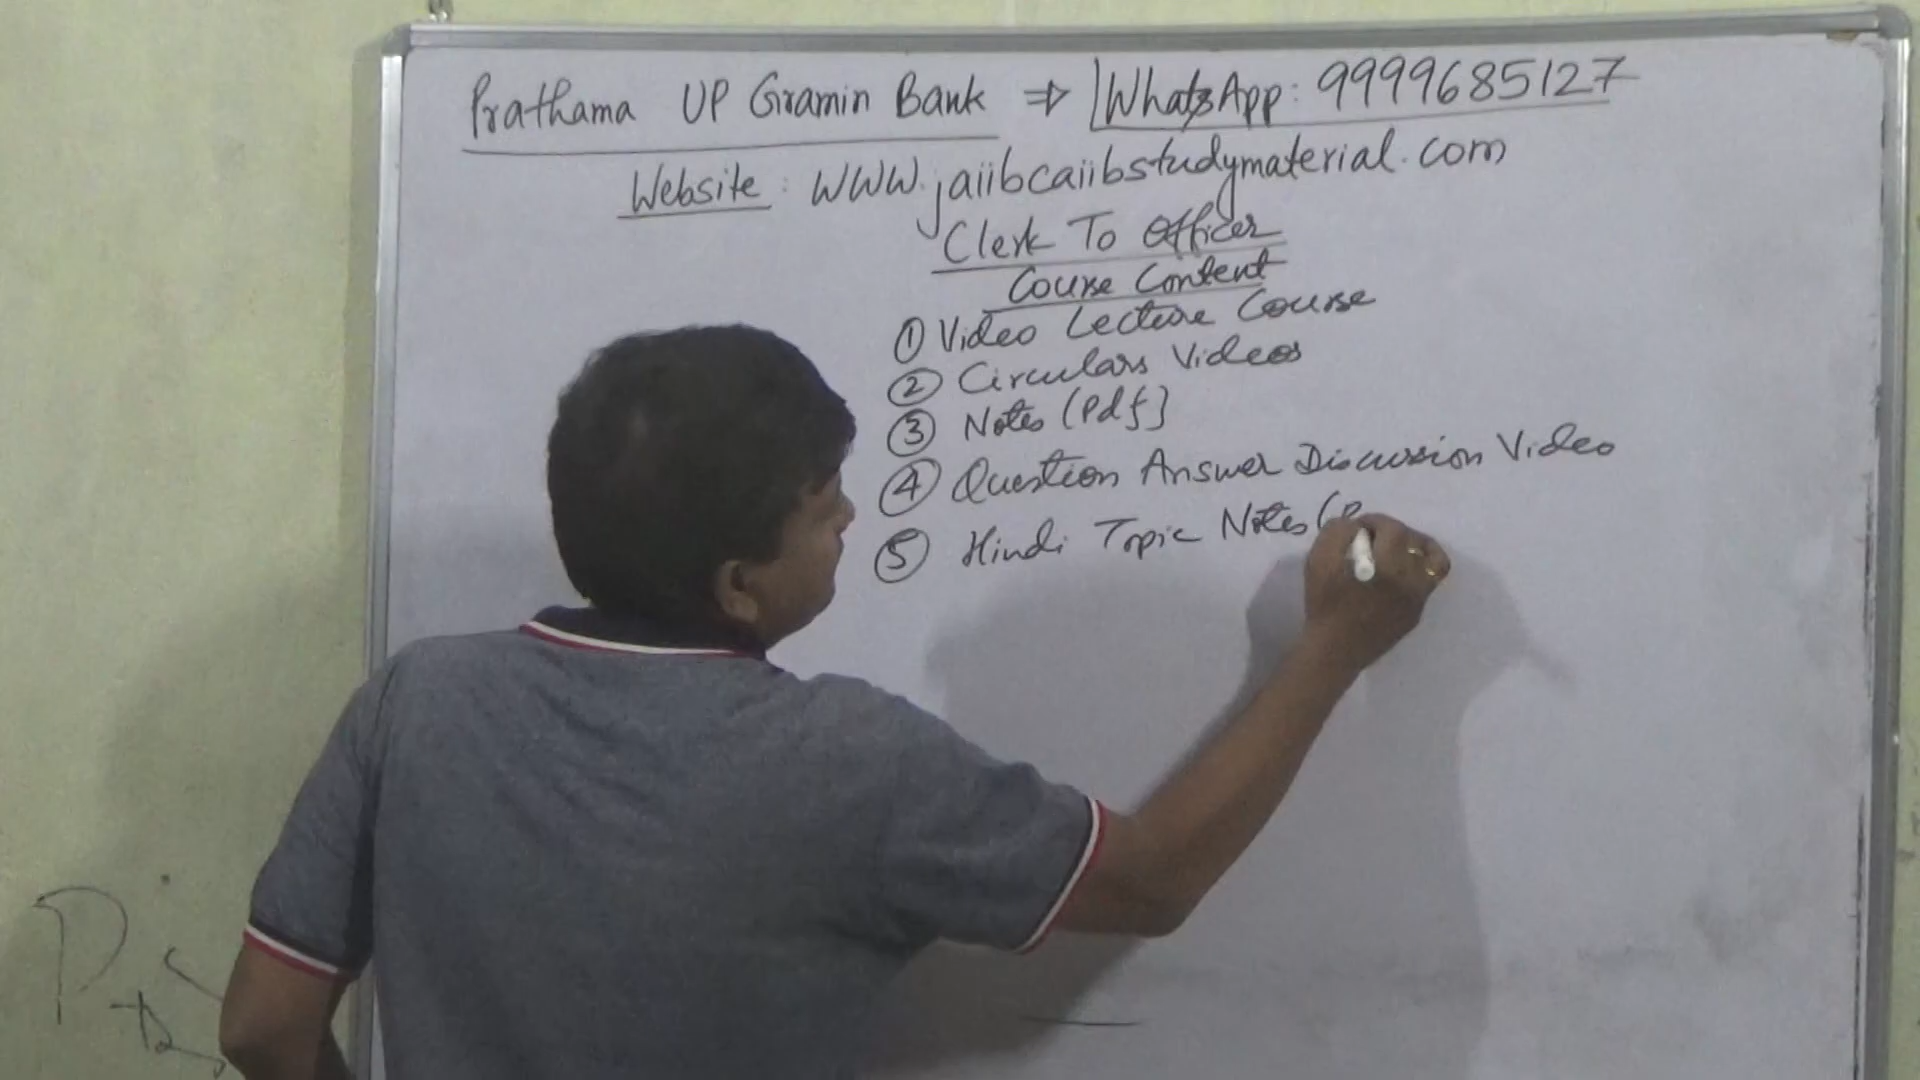 Prathama UP Gramin Bank ⇒ WhatsApp: 9999685127
Website: WWW.jaiibcaiibstudymaterial.com
Clerk To Officer
Course Content
① Video Lecture Course
② Circulars Videos
③ Notes (Pdf)
④ Question Answer Discussion Video
⑤ Hindi Topic Notes (P